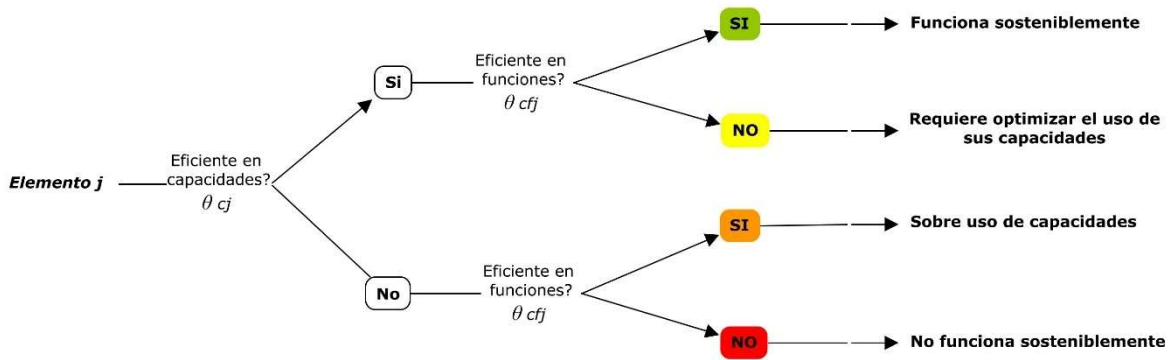 Elemento j
Eficiente en
capacidades?
θ cj
Si
Eficiente en
funciones?
θ cfj
SI
Funciona sosteniblemente
NO
Requiere optimizar el uso de
sus capacidades
No
Eficiente en
funciones?
θ cfj
SI
Sobre uso de capacidades
NO
No funciona sosteniblemente